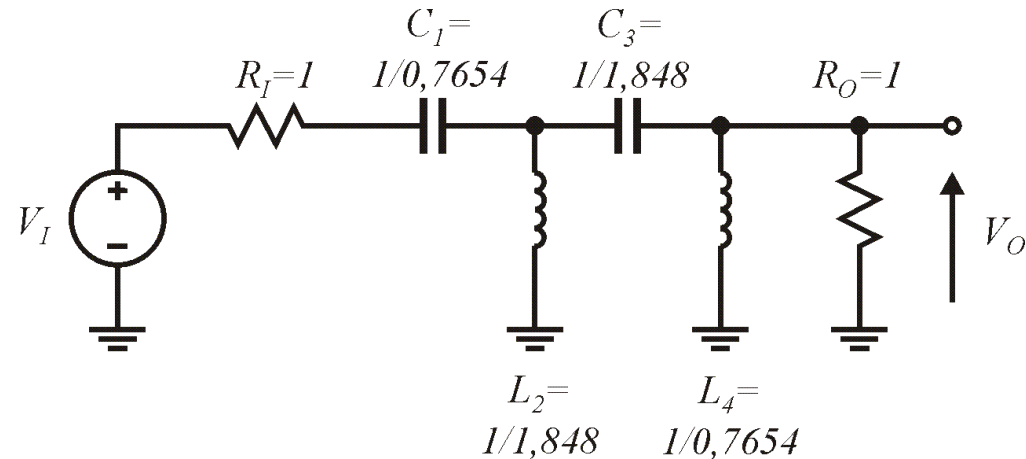 C1=
1/0,7654
C3=
1/1,848
RI=1
RO=1
+
−
VI
VO
L2=
1/1,848
L4=
1/0,7654